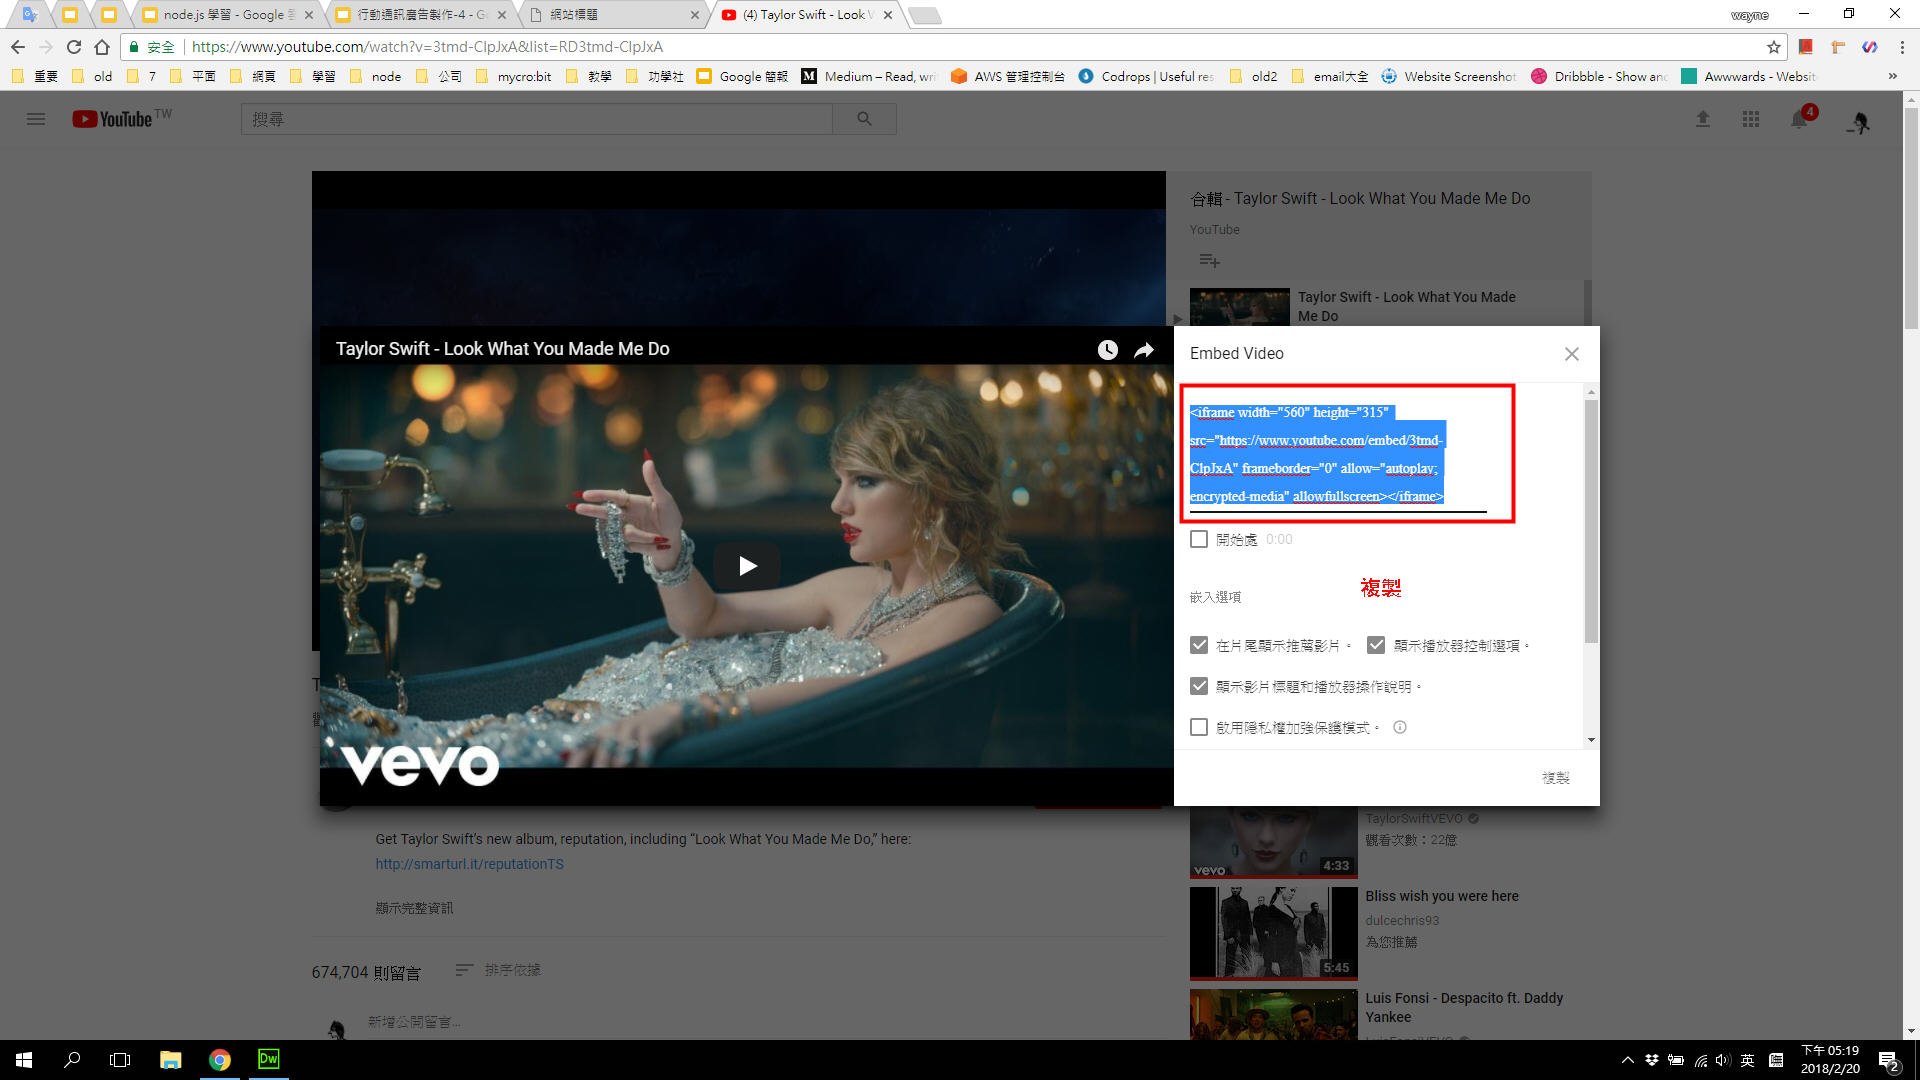 node.js 學習 - Google 雲
行動通訊廣告製作-4 - Go
網站標題
(4) Taylor Swift - Look W
wayne
安全
https://www.youtube.com/watch?v=3tmd-ClpJxA&list=RD3tmd-ClpJxA
重要
old
7
平面
網頁
學習
node
公司
mycro:bit
教學
功學社
Google 簡報
Medium – Read, wri
AWS 管理控制台
Codrops | Useful res
old2
email大全
Website Screenshot
Dribbble - Show and
Awwwards - Websit
»
YouTube TW
搜尋
4
合輯 - Taylor Swift - Look What You Made Me Do
YouTube
Taylor Swift - Look What You Made
Me Do
Taylor Swift - Look What You Made Me Do
vevo
Embed Video
<iframe width="560" height="315"
src="https://www.youtube.com/embed/3tmd-
ClpJxA" frameborder="0" allow="autoplay;
encrypted-media" allowfullscreen></iframe>
開始處 0:00
嵌入選項
複製
在片尾顯示推薦影片。
顯示播放器控制選項。
顯示影片標題和播放器操作說明。
啟用隱私權加強保護模式。
複製
Get Taylor Swift’s new album, reputation, including “Look What You Made Me Do,” here:
http://smarturl.it/reputationTS
顯示完整資訊
674,704 則留言
排序依據
新增公開留言...
TaylorSwiftVEVO
觀看次數：22億
vevo
4:33
Bliss wish you were here
dulcechris93
為您推薦
5:45
Luis Fonsi - Despacito ft. Daddy
Yankee
LuisFonsiVEVO
Dw
英
下午 05:19
2018/2/20
2